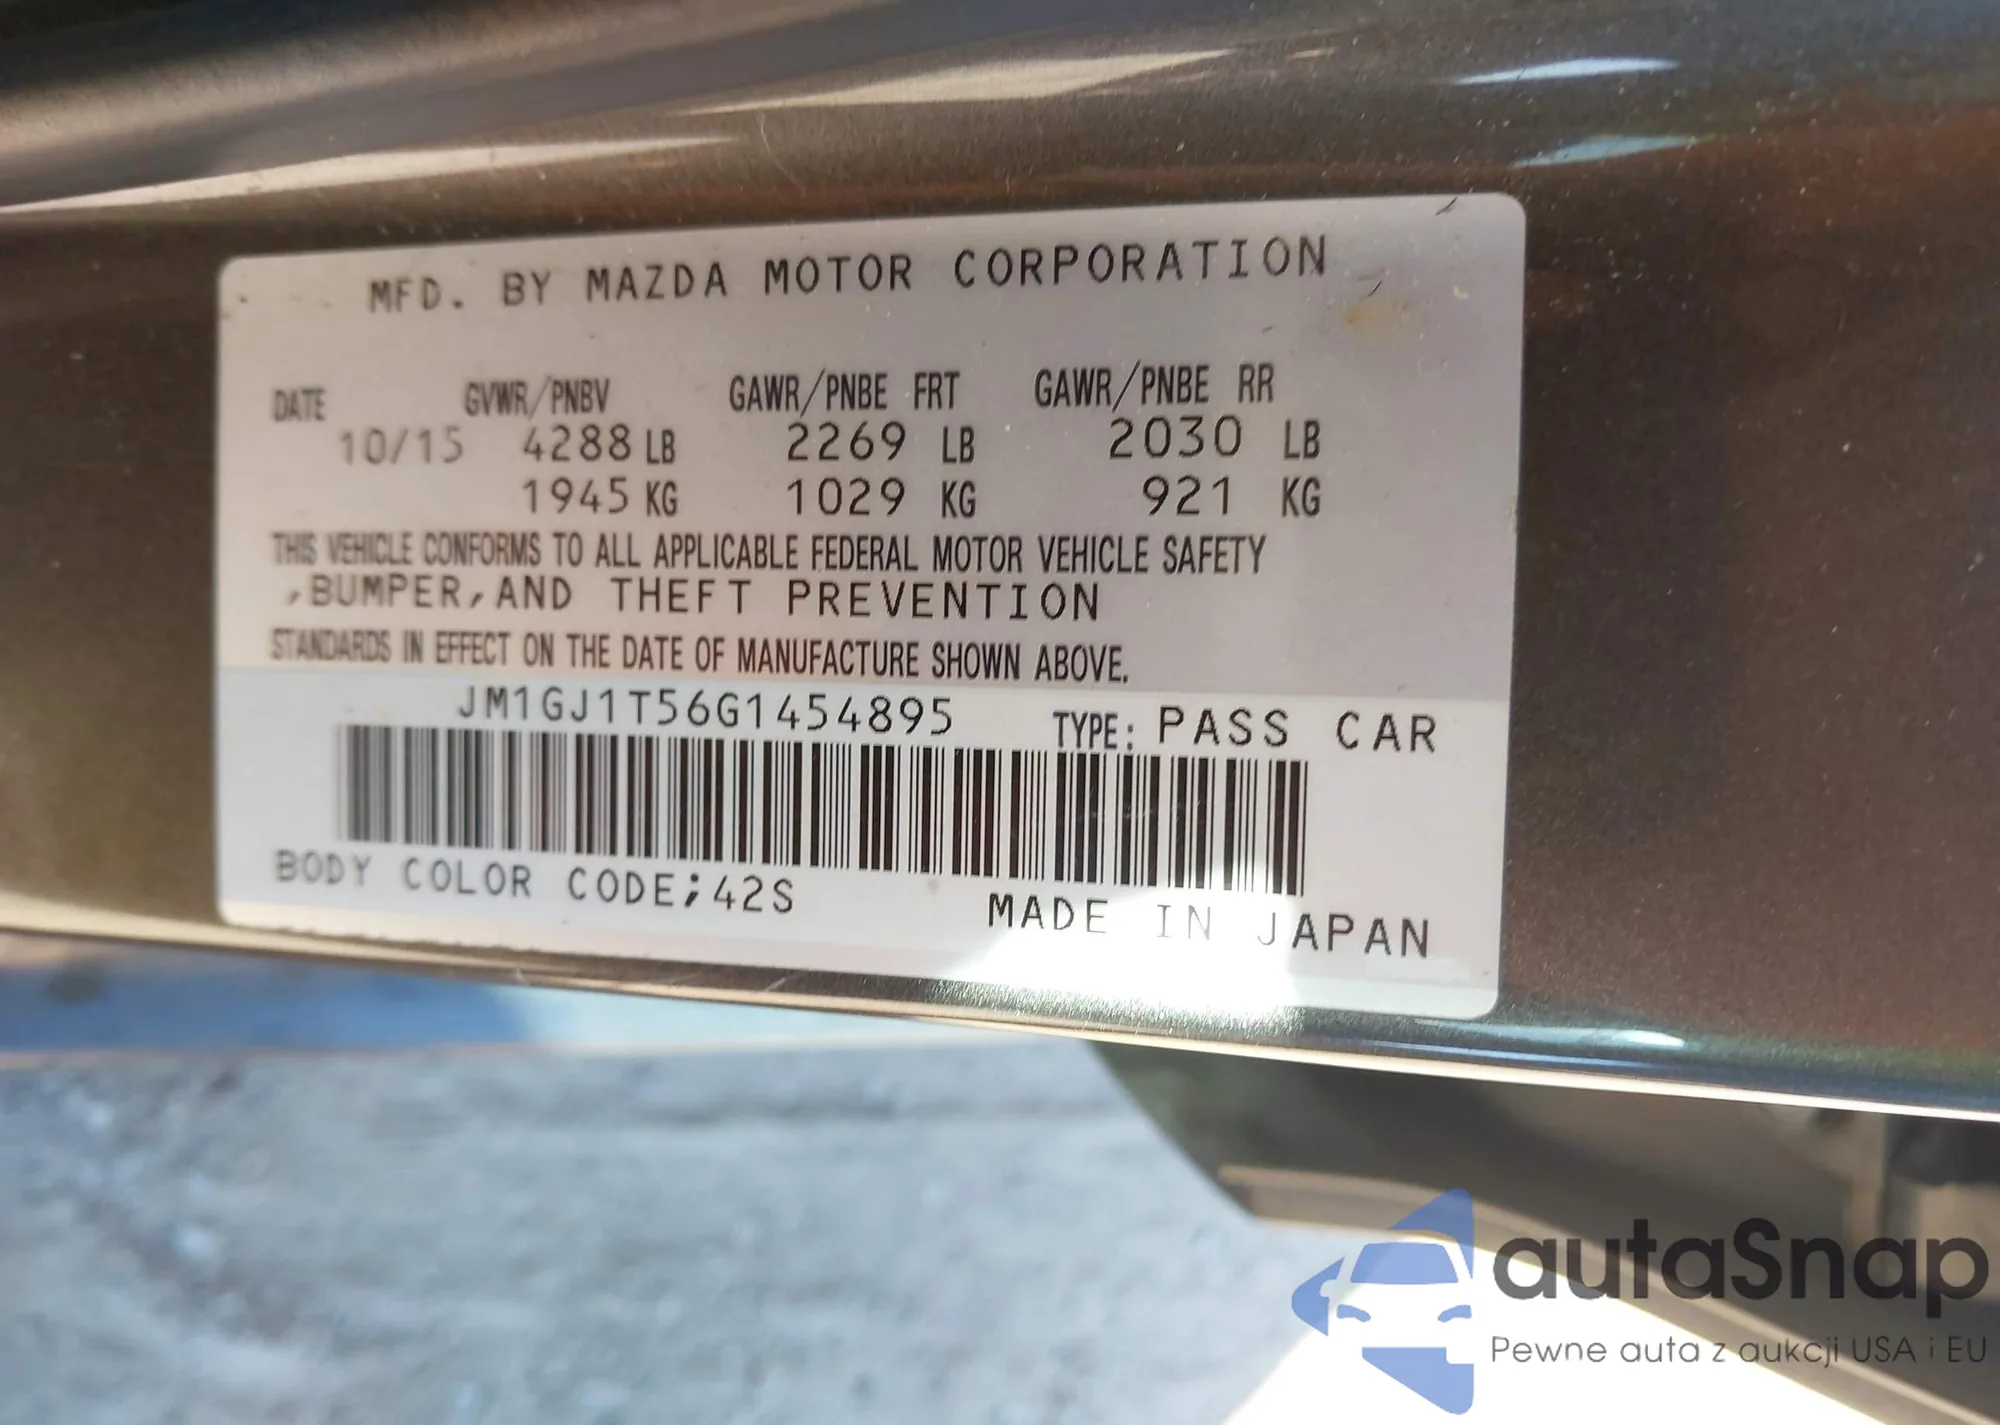 MFD. BY MAZDA MOTOR CORPORATION
DATE GVWR/PNBV GAWR/PNBE FRT GAWR/PNBE RR
10/15 4288 LB 2269 LB 2030 LB
1945 KG 1029 KG 921 KG
THIS VEHICLE CONFORMS TO ALL APPLICABLE FEDERAL MOTOR VEHICLE SAFETY
,BUMPER,AND THEFT PREVENTION
STANDARDS IN EFFECT ON THE DATE OF MANUFACTURE SHOWN ABOVE.
JM1GJ1T56G1454895 TYPE: PASS CAR
BODY COLOR CODE;42S MADE IN JAPAN
autaSnap
Pewne auta z aukcji USA i EU